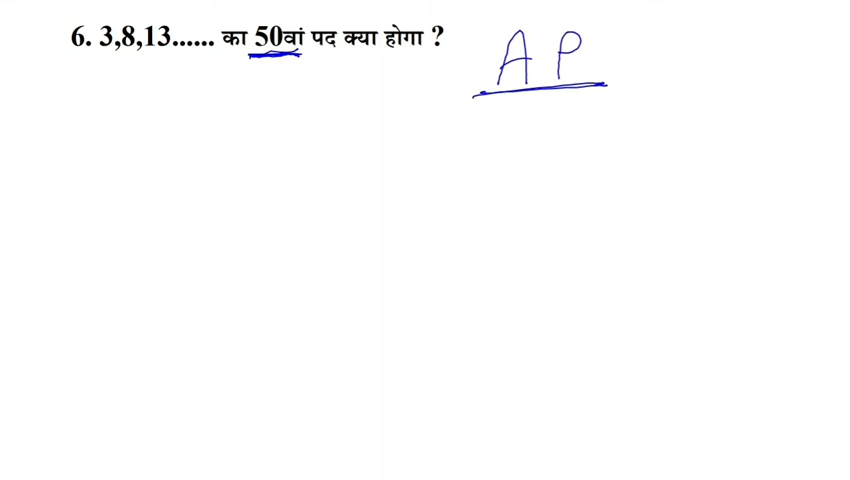 6. 3,8,13...... का 50वां पद क्या होगा ?
A P